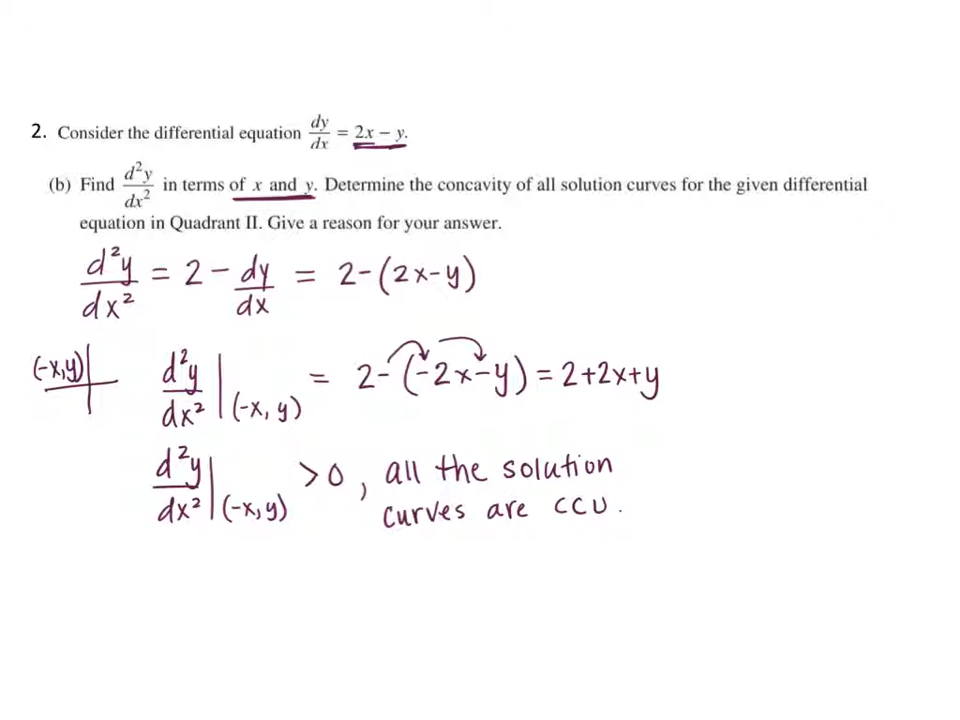 2. Consider the differential equation dy/dx = 2x − y.
(b) Find d²y/dx² in terms of x and y. Determine the concavity of all solution curves for the given differential
equation in Quadrant II. Give a reason for your answer.
d²y/dx² = 2 - dy/dx = 2-(2x-y)
(-x,y) d²y/dx² |(-x, y) = 2-(-2x-y) = 2+2x+y
d²y/dx² |(-x,y) >0, all the solution
curves are CCU.